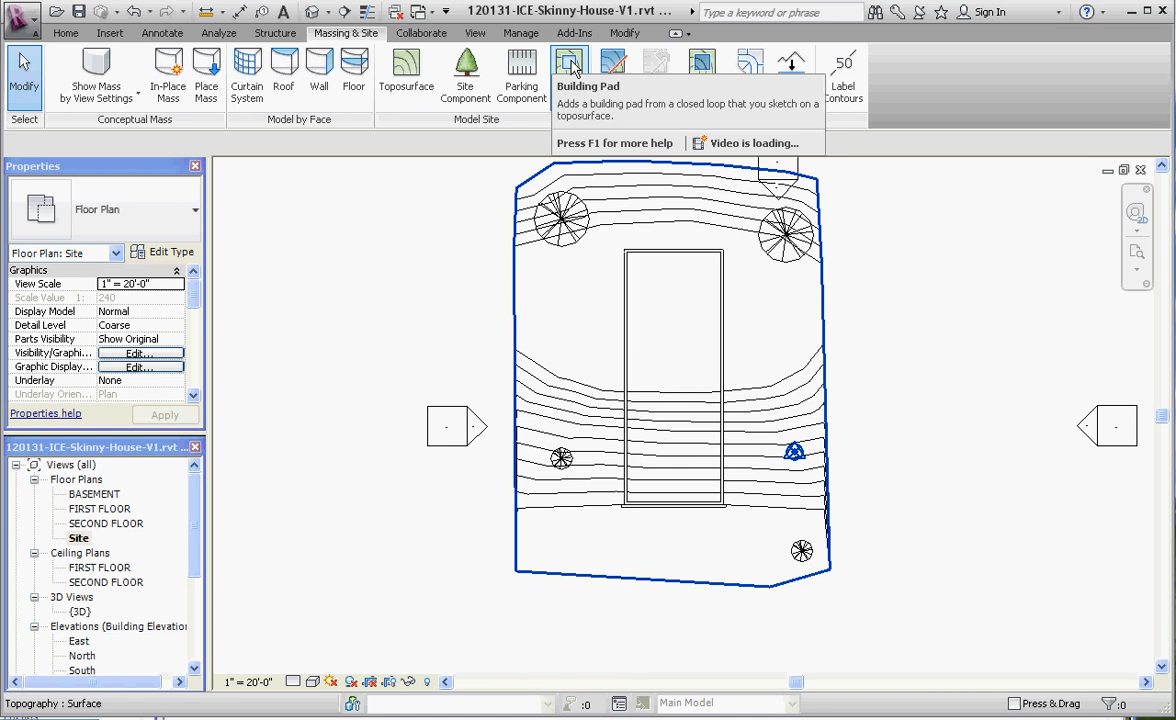 120131-ICE-Skinny-House-V1.rvt ...
Type a keyword or phrase
Sign In
Home Insert Annotate Analyze Structure Massing & Site Collaborate View Manage Add-Ins Modify
Modify
Show Mass
by View Settings
In-Place
Mass
Place
Mass
Curtain
System
Roof
Wall
Floor
Toposurface
Site
Component
Parking
Component
Label
Contours
50
Select
Conceptual Mass
Model by Face
Model Site
Building Pad
Adds a building pad from a closed loop that you sketch on a
toposurface.
Press F1 for more help
Video is loading...
Properties
Floor Plan
Floor Plan: Site
Edit Type
Graphics
View Scale 1" = 20'-0"
Scale Value 1: 240
Display Model Normal
Detail Level Coarse
Parts Visibility Show Original
Visibility/Graphi... Edit...
Graphic Display... Edit...
Underlay None
Underlay Orien... Plan
Properties help
Apply
120131-ICE-Skinny-House-V1.rvt ...
Views (all)
Floor Plans
BASEMENT
FIRST FLOOR
SECOND FLOOR
Site
Ceiling Plans
FIRST FLOOR
SECOND FLOOR
3D Views
{3D}
Elevations (Building Elevation
East
North
South
2D
1" = 20'-0"
Topography : Surface
:0
Main Model
Press & Drag
:0